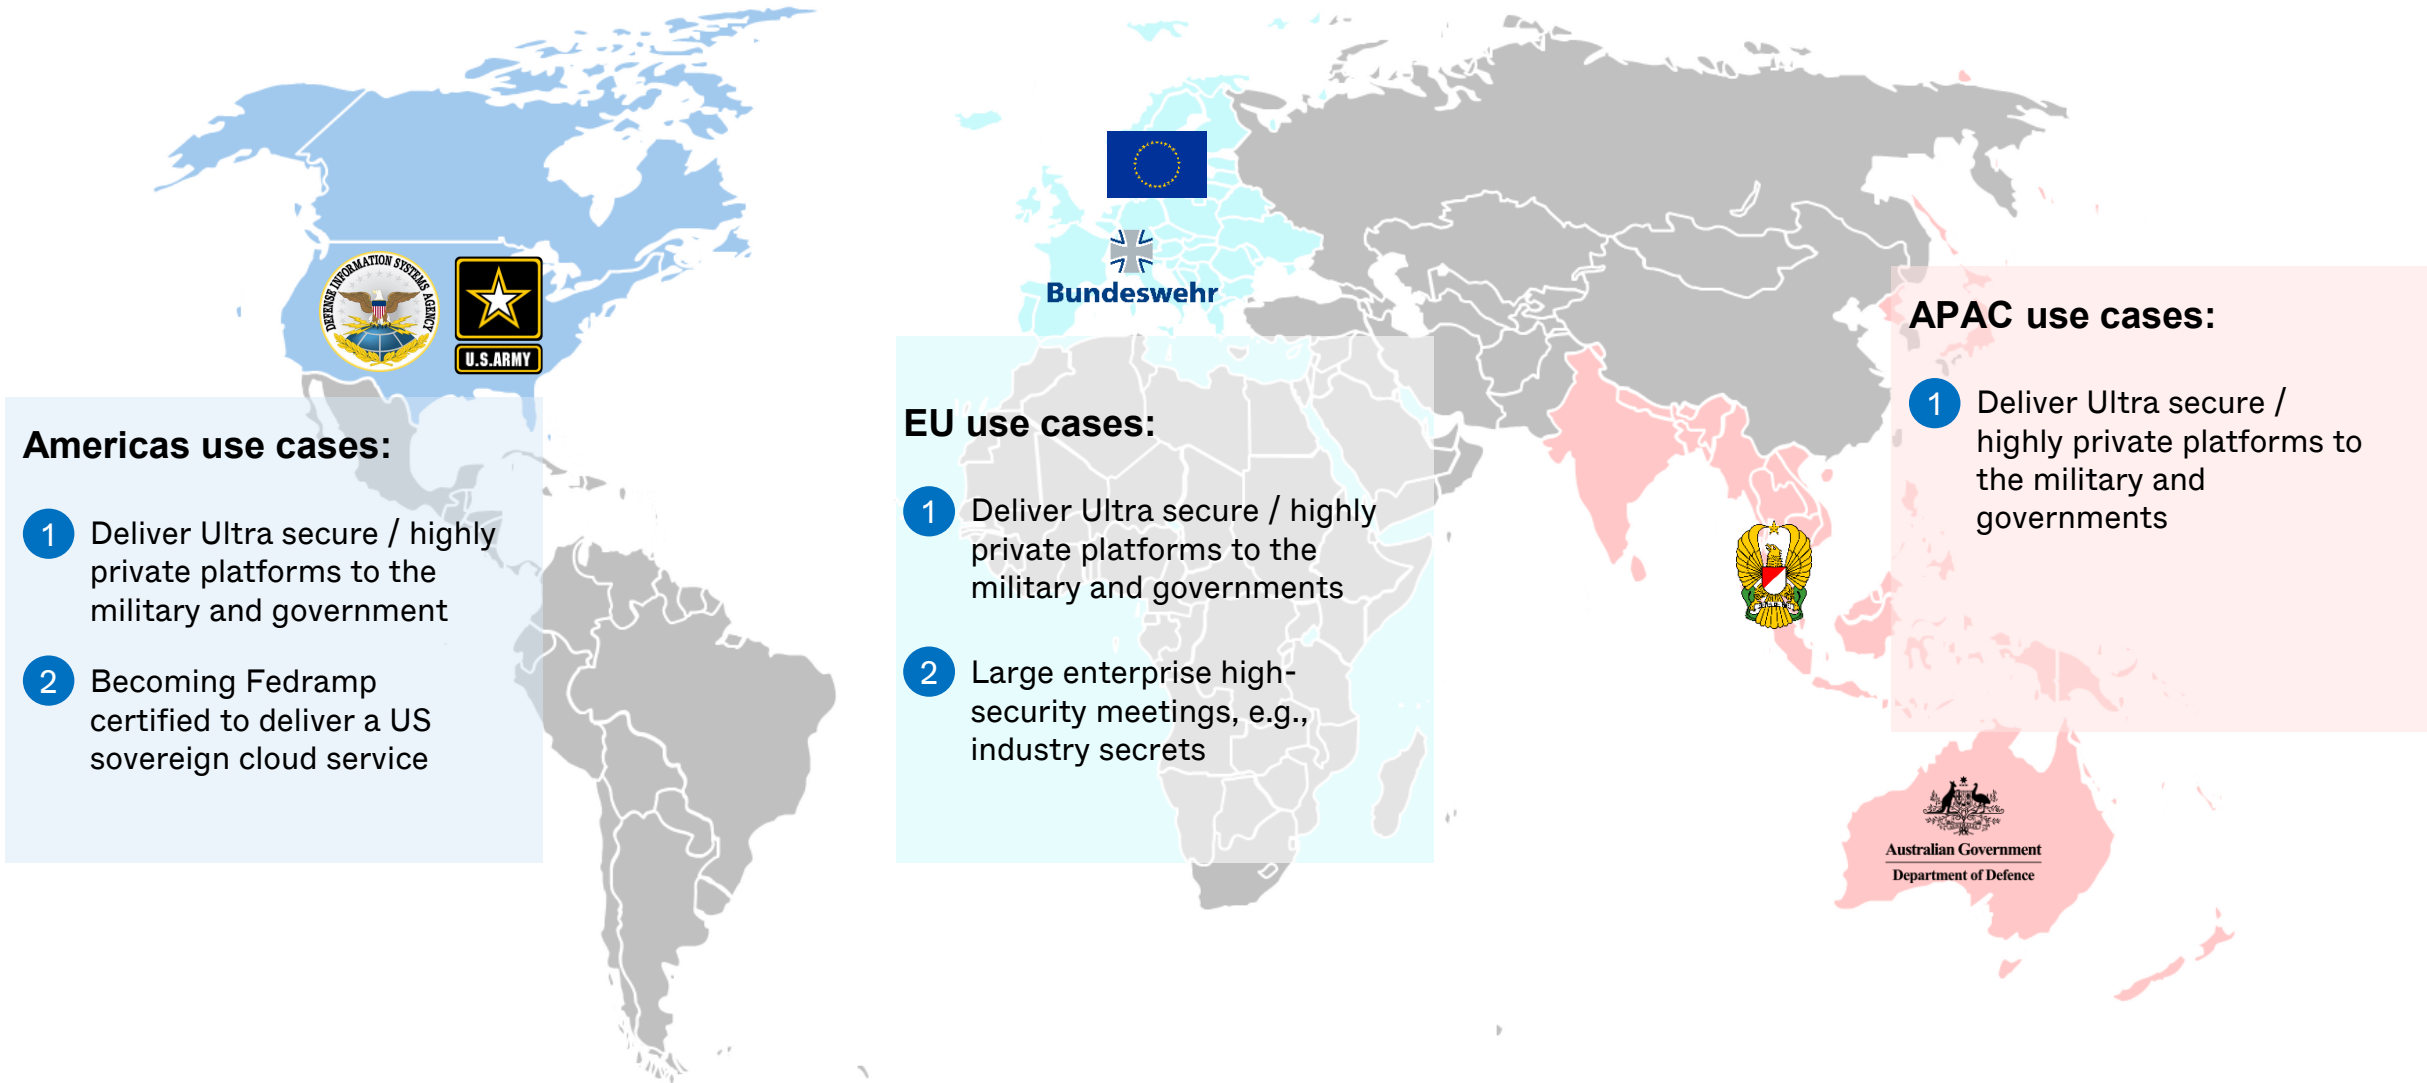 DEFENSE INFORMATION SYSTEMS AGENCY
U.S.ARMY
Americas use cases:
1 Deliver Ultra secure / highly
private platforms to the
military and government
2 Becoming Fedramp
certified to deliver a US
sovereign cloud service
Bundeswehr
EU use cases:
1 Deliver Ultra secure / highly
private platforms to the
military and governments
2 Large enterprise high-
security meetings, e.g.,
industry secrets
APAC use cases:
1 Deliver Ultra secure /
highly private platforms to
the military and
governments
Australian Government
Department of Defence